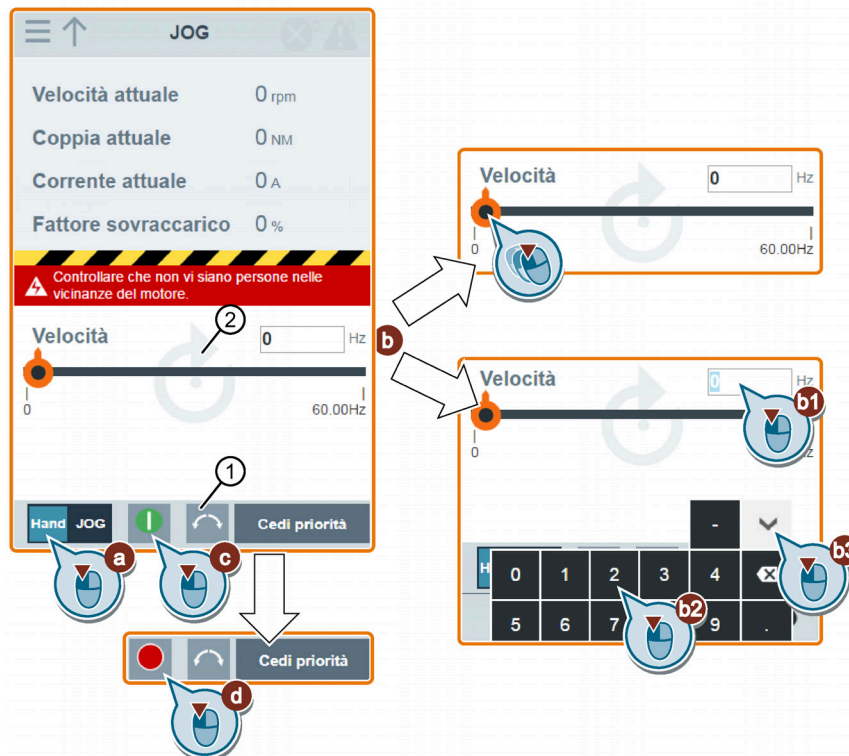 JOG
Velocità attuale 0 rpm
Coppia attuale 0 NM
Corrente attuale 0 A
Fattore sovraccarico 0 %
Controllare che non vi siano persone nelle
vicinanze del motore.
2
Velocità 0 Hz
0 60.00Hz
1
Hand JOG Cedi priorità
a
c
Cedi priorità
d
b
Velocità 0 Hz
0 60.00Hz
Velocità 0 Hz
b1
0
-
b3
H 0 1 2 3 4
b2
5 6 7 9 .